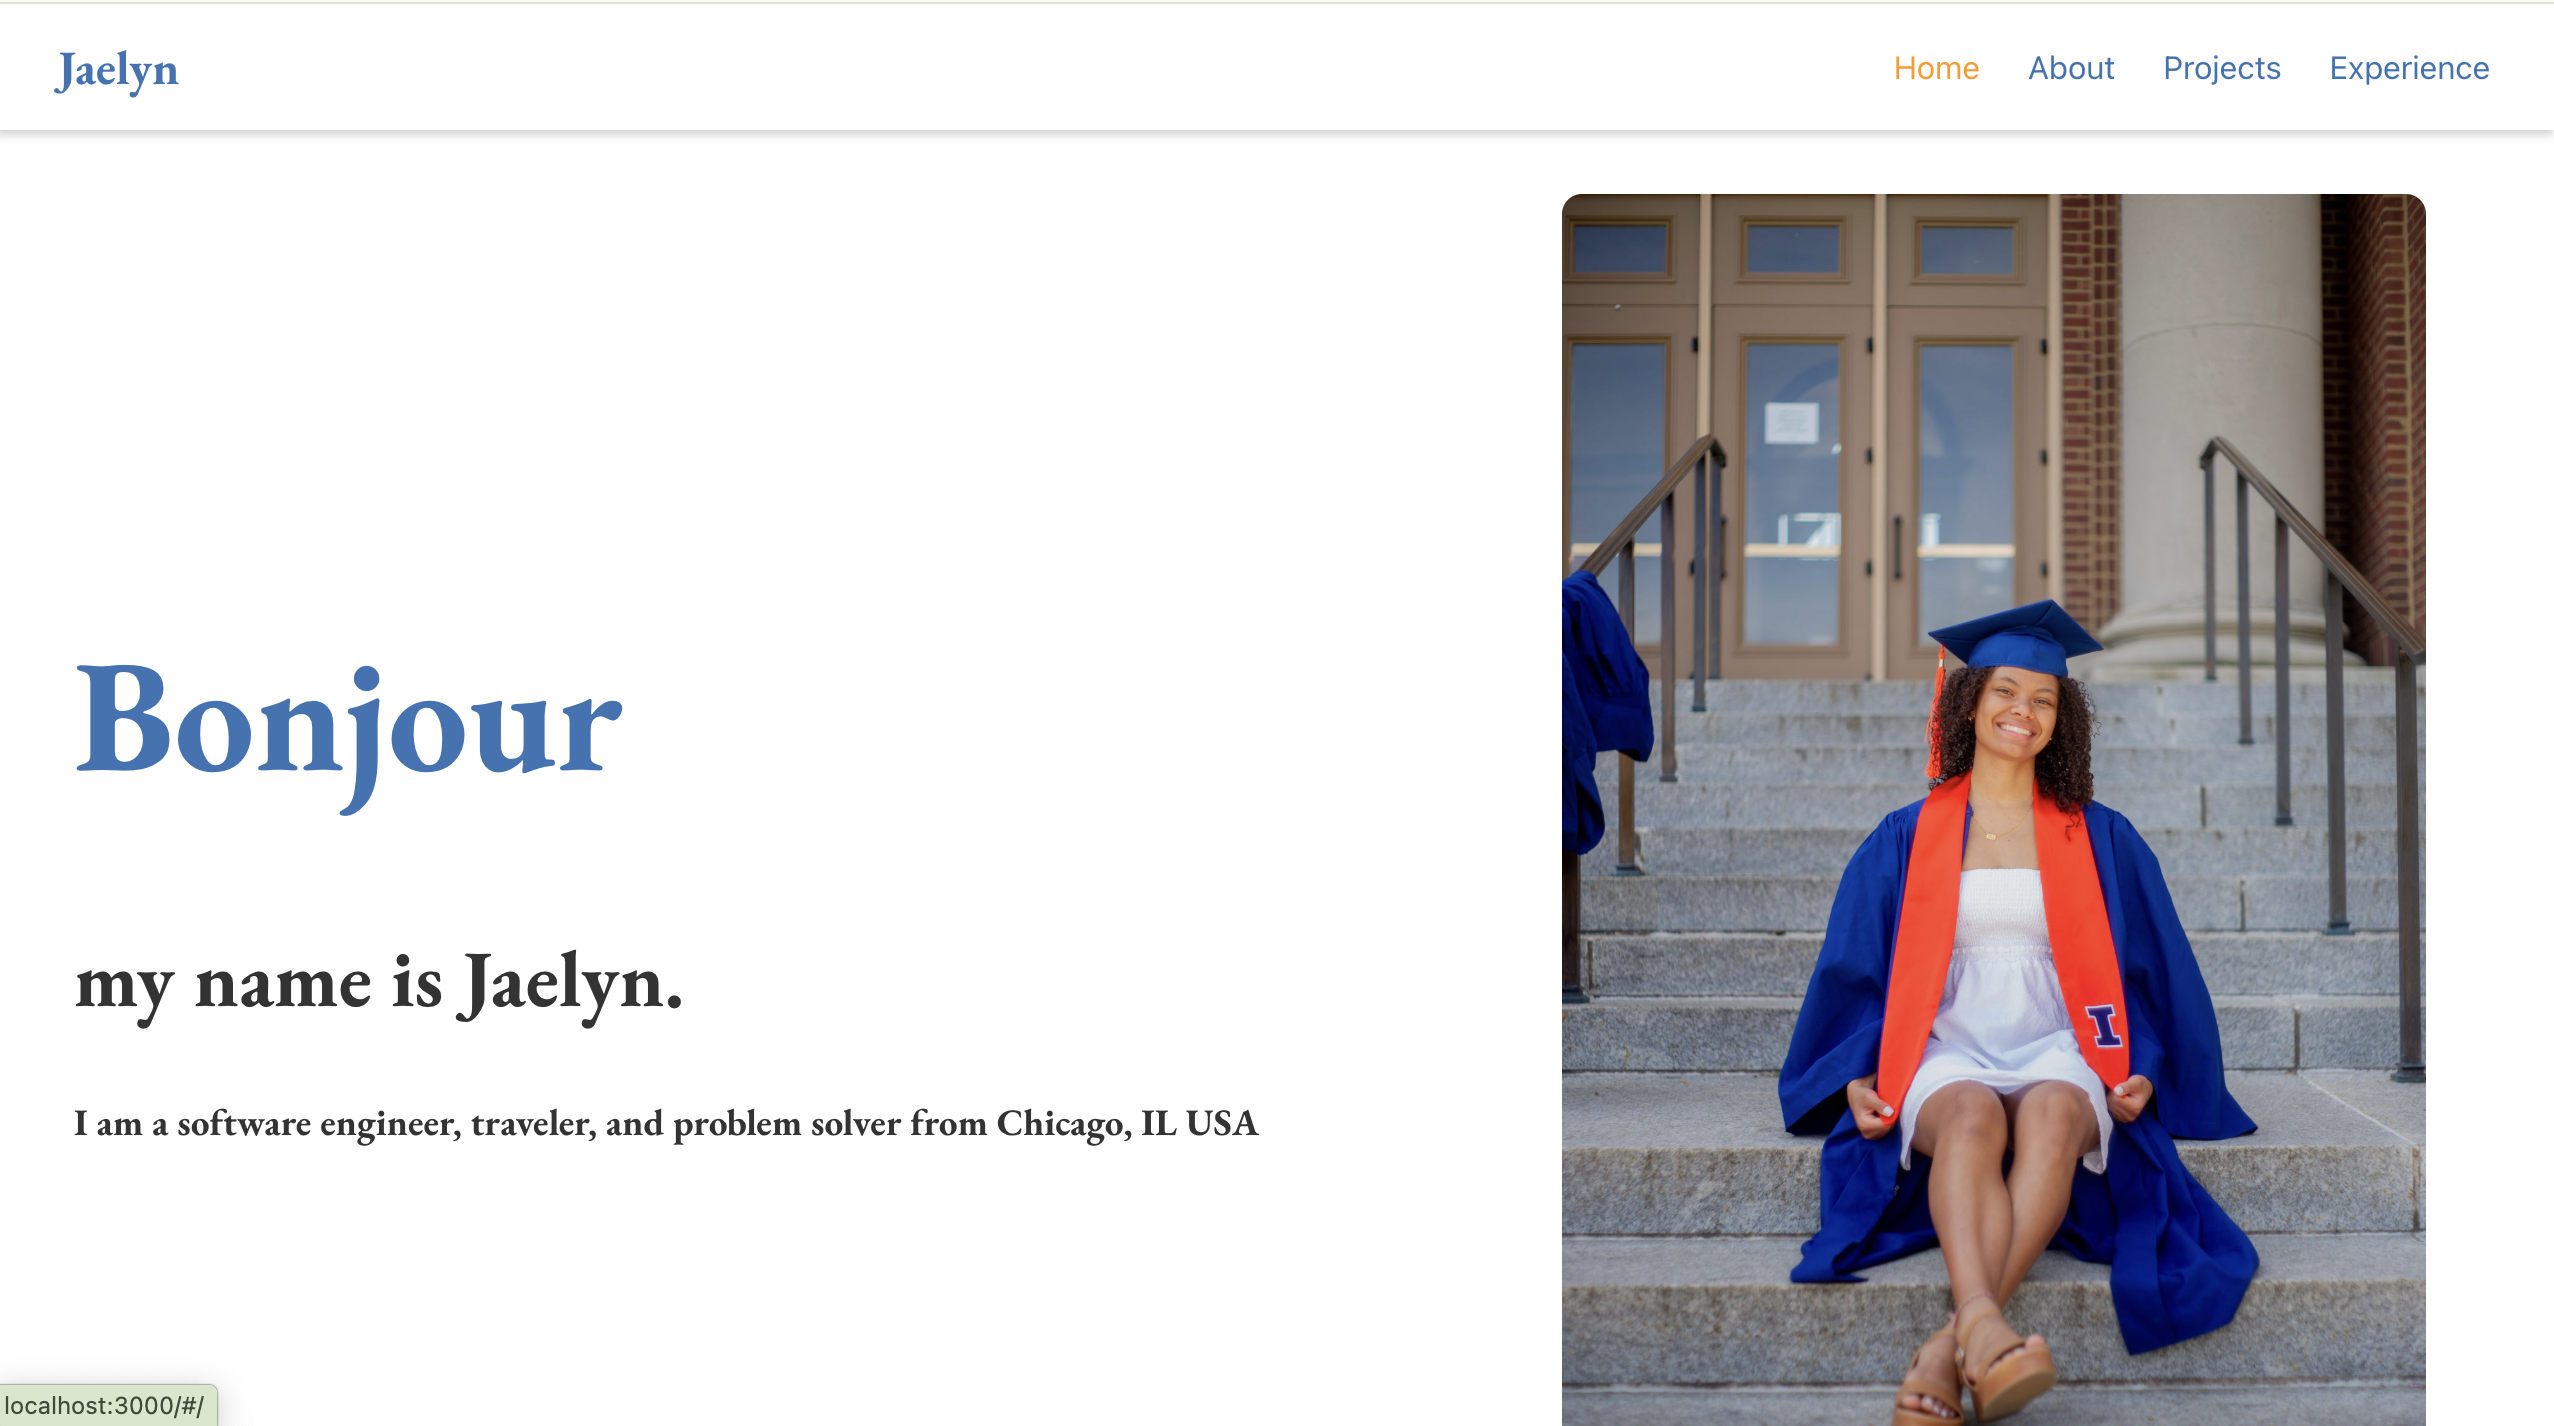 Jaelyn
Home About Projects Experience
Bonjour
my name is Jaelyn.
I am a software engineer, traveler, and problem solver from Chicago, IL USA
I
localhost:3000/#/